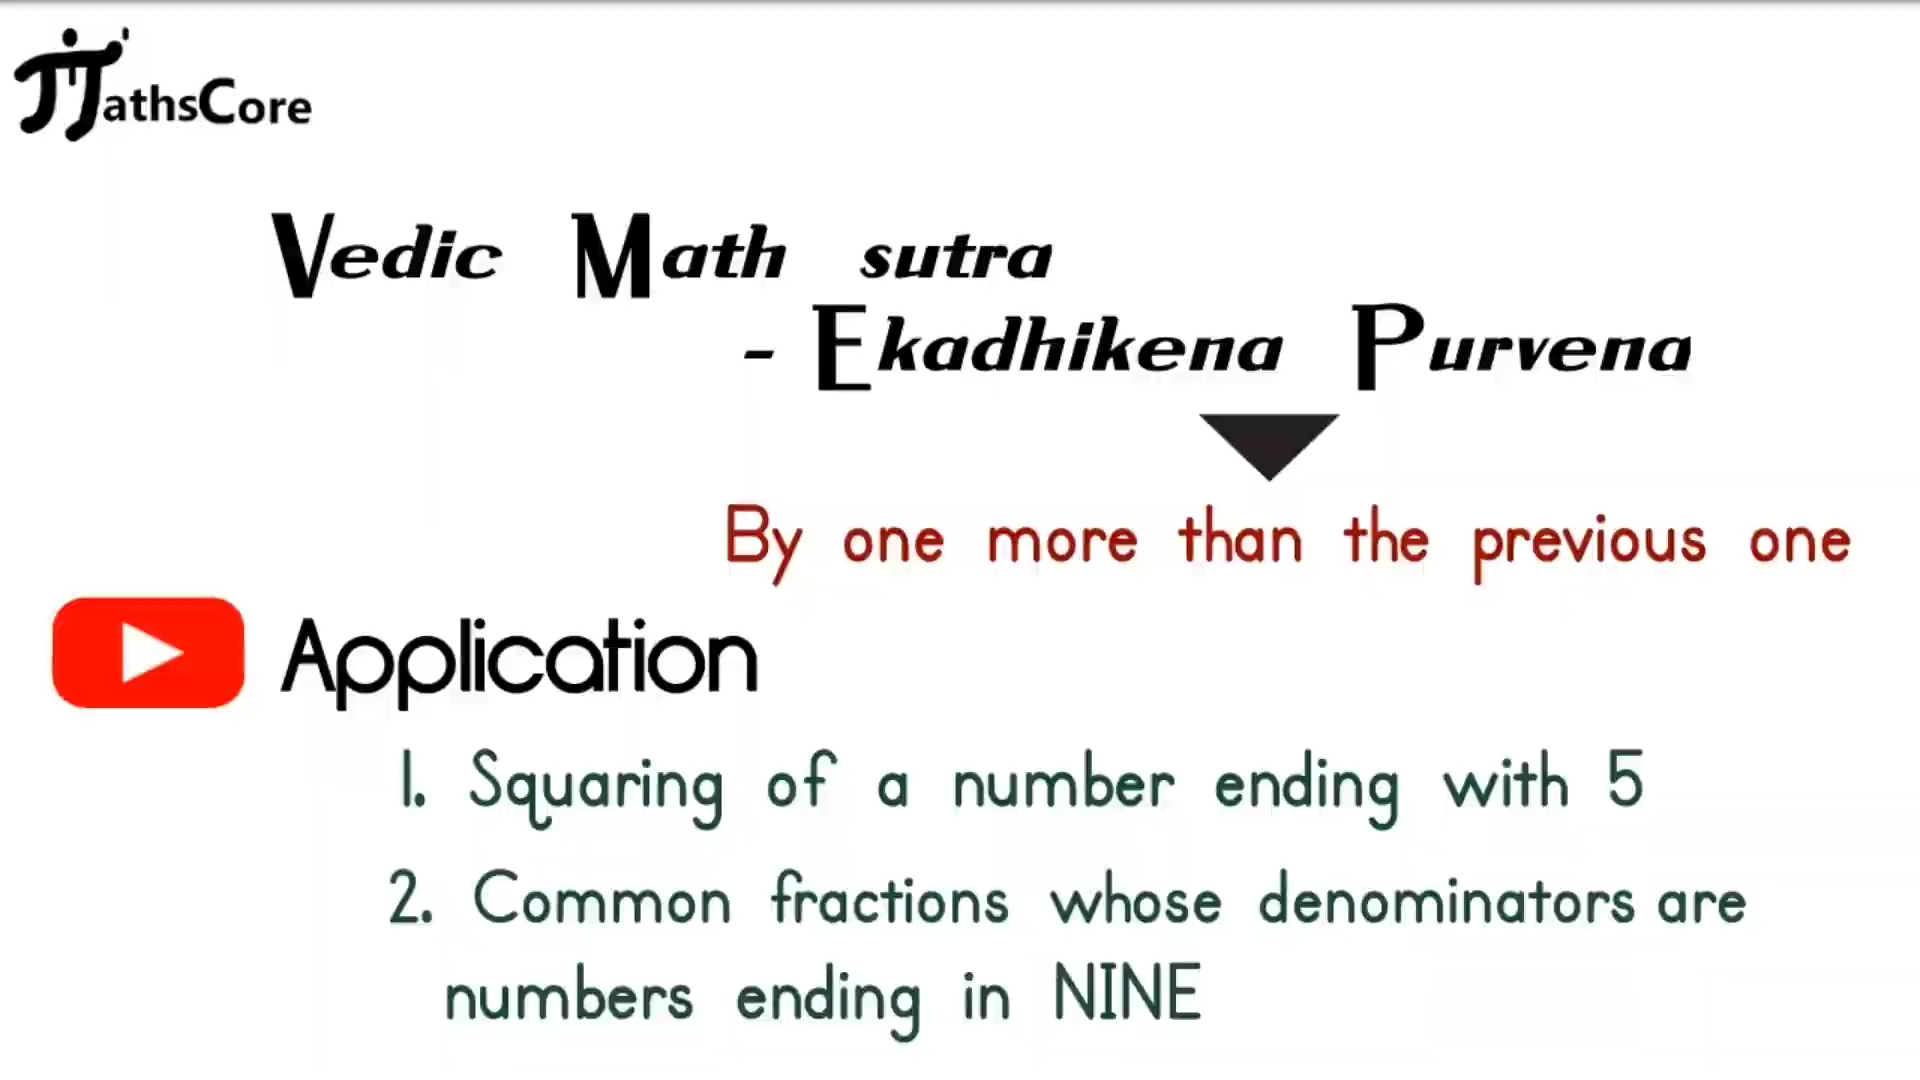 MathsCore
Vedic Math sutra
- Ekadhikena Purvena
By one more than the previous one
Application
1. Squaring of a number ending with 5
2. Common fractions whose denominators are
numbers ending in NINE